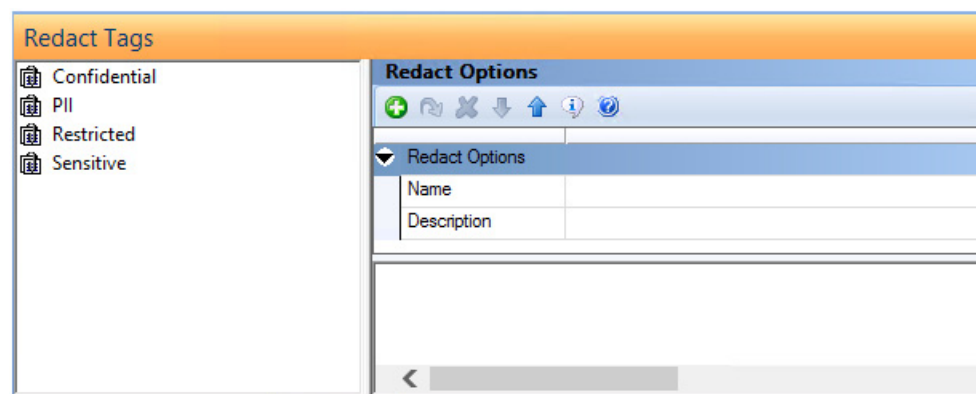 Redact Tags
Confidential
PII
Restricted
Sensitive
Redact Options
Redact Options
Name
Description